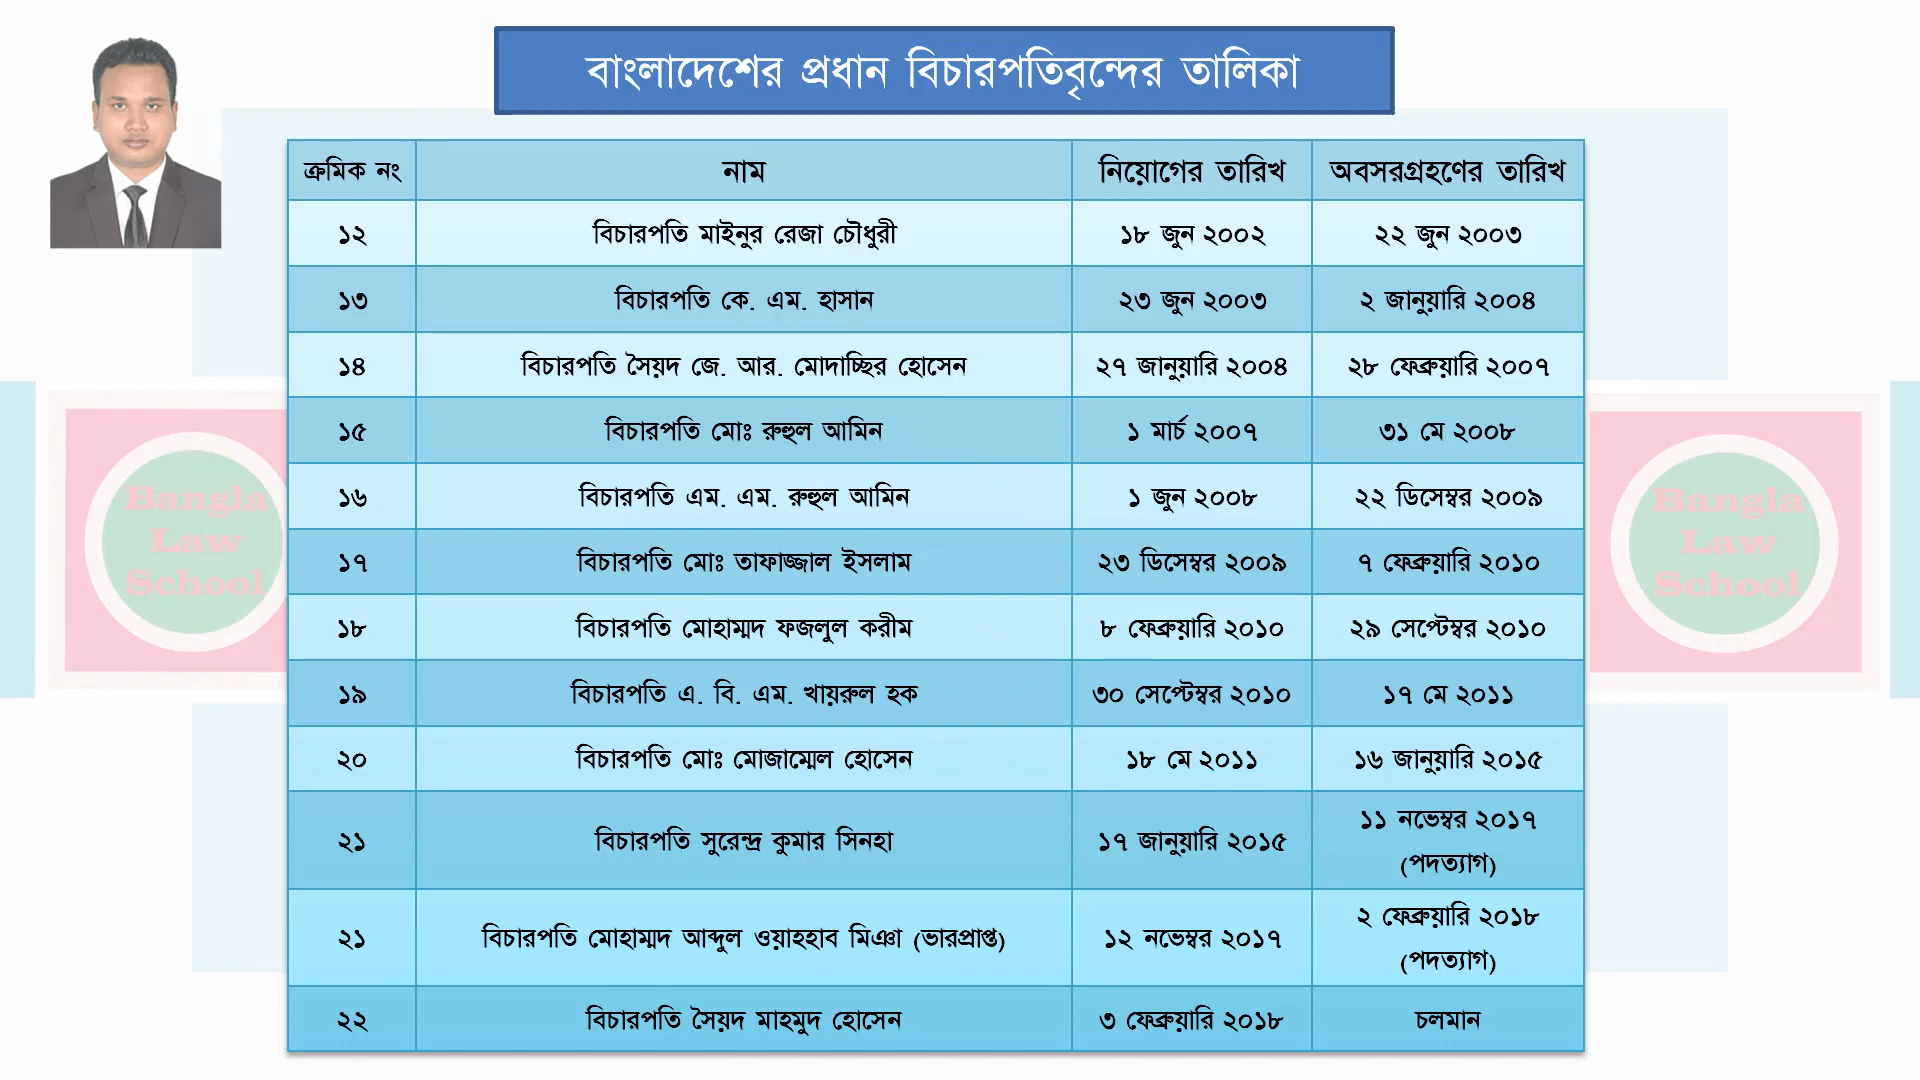 বাংলাদেশের প্রধান বিচারপতিবৃন্দের তালিকা
ক্রমিক নং নাম নিয়োগের তারিখ অবসরগ্রহণের তারিখ
১২ বিচারপতি মাইনুর রেজা চৌধুরী ১৮ জুন ২০০২ ২২ জুন ২০০৩
১৩ বিচারপতি কে. এম. হাসান ২৩ জুন ২০০৩ ২ জানুয়ারি ২০০৪
১৪ বিচারপতি সৈয়দ জে. আর. মোদাচ্ছির হোসেন ২৭ জানুয়ারি ২০০৪ ২৮ ফেব্রুয়ারি ২০০৭
১৫ বিচারপতি মোঃ রুহুল আমিন ১ মার্চ ২০০৭ ৩১ মে ২০০৮
১৬ বিচারপতি এম. এম. রুহুল আমিন ১ জুন ২০০৮ ২২ ডিসেম্বর ২০০৯
১৭ বিচারপতি মোঃ তাফাজ্জাল ইসলাম ২৩ ডিসেম্বর ২০০৯ ৭ ফেব্রুয়ারি ২০১০
১৮ বিচারপতি মোহাম্মদ ফজলুল করীম ৮ ফেব্রুয়ারি ২০১০ ২৯ সেপ্টেম্বর ২০১০
১৯ বিচারপতি এ. বি. এম. খায়রুল হক ৩০ সেপ্টেম্বর ২০১০ ১৭ মে ২০১১
২০ বিচারপতি মোঃ মোজাম্মেল হোসেন ১৮ মে ২০১১ ১৬ জানুয়ারি ২০১৫
২১ বিচারপতি সুরেন্দ্র কুমার সিনহা ১৭ জানুয়ারি ২০১৫ ১১ নভেম্বর ২০১৭
(পদত্যাগ)
২১ বিচারপতি মোহাম্মদ আব্দুল ওয়াহহাব মিঞা (ভারপ্রাপ্ত) ১২ নভেম্বর ২০১৭ ২ ফেব্রুয়ারি ২০১৮
(পদত্যাগ)
২২ বিচারপতি সৈয়দ মাহমুদ হোসেন ৩ ফেব্রুয়ারি ২০১৮ চলমান
Bangla
Law
School
Bangla
Law
School